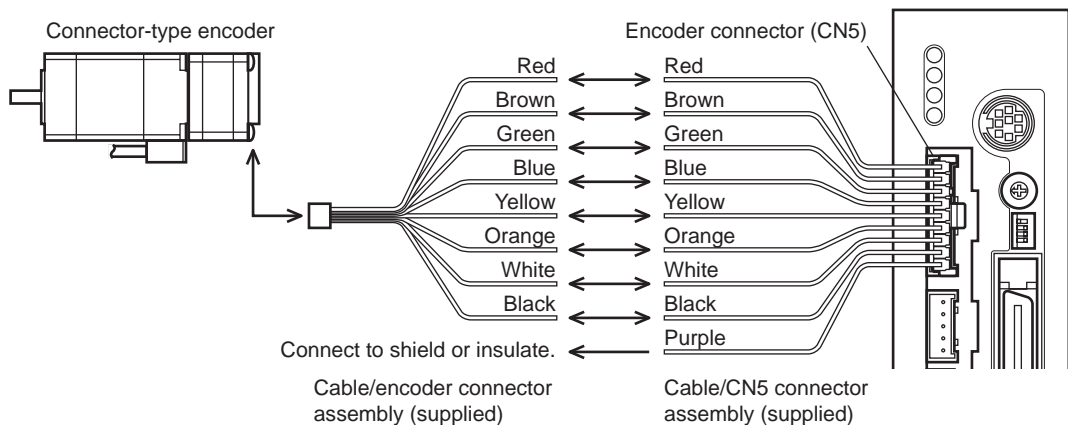 Connector-type encoder
Encoder connector (CN5)
Red Red
Brown Brown
Green Green
Blue Blue
Yellow Yellow
Orange Orange
White White
Black Black
Purple
Connect to shield or insulate.
Cable/encoder connector
assembly (supplied)
Cable/CN5 connector
assembly (supplied)